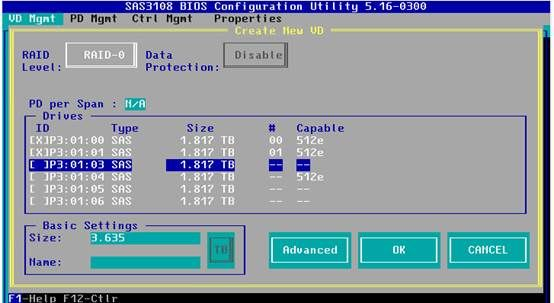 SAS3108 BIOS Configuration Utility 5.16-0300
VD Mgmt PD Mgmt Ctrl Mgmt Properties
Create New VD
RAID Level: RAID-0 Data Protection: Disable
PD per Span : N/A
Drives
ID Type Size # Capable
[X]P3:01:00 SAS 1.817 TB 00 512e
[X]P3:01:01 SAS 1.817 TB 01 512e
[ ]P3:01:03 SAS 1.817 TB -- --
[ ]P3:01:04 SAS 1.817 TB -- 512e
[ ]P3:01:05 SAS 1.817 TB -- --
[ ]P3:01:06 SAS 1.817 TB -- --
Basic Settings
Size: 3.635 TB
Name:
Advanced OK CANCEL
F1-Help F12-Ctlr